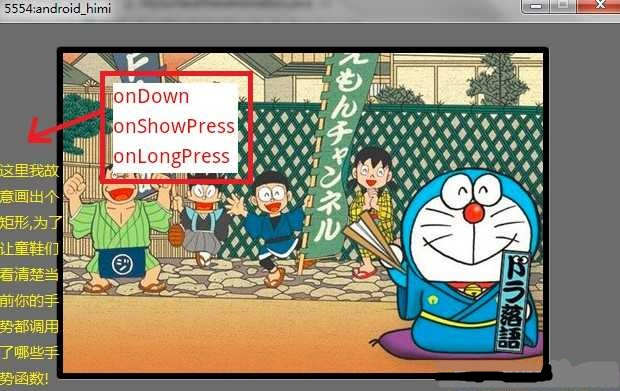 5554:android_himi
onDown
onShowPress
onLongPress
えもんチャンネル
ジ
ドラ落語
这里我故
意画出个
矩形,为了
让童鞋们
看清楚当
前你的手
势都调用
了哪些手
势函数!